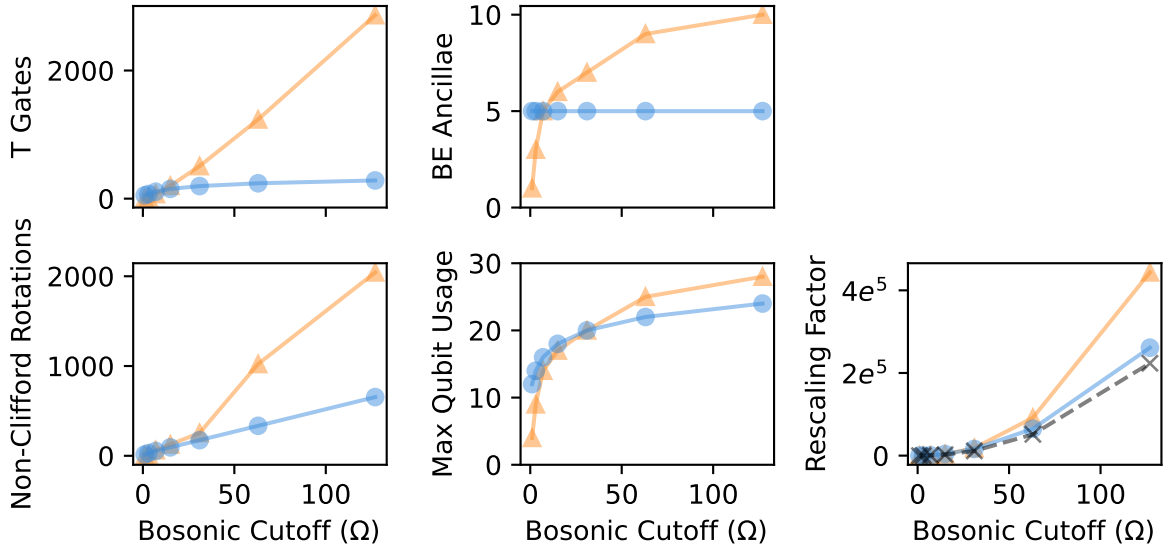 T Gates
2000
0
BE Ancillae
10
5
0
Non-Clifford Rotations
2000
1000
0
0 50 100
Bosonic Cutoff (Ω)
Max Qubit Usage
30
20
10
0
0 50 100
Bosonic Cutoff (Ω)
Rescaling Factor
4e⁵
2e⁵
0
0 50 100
Bosonic Cutoff (Ω)